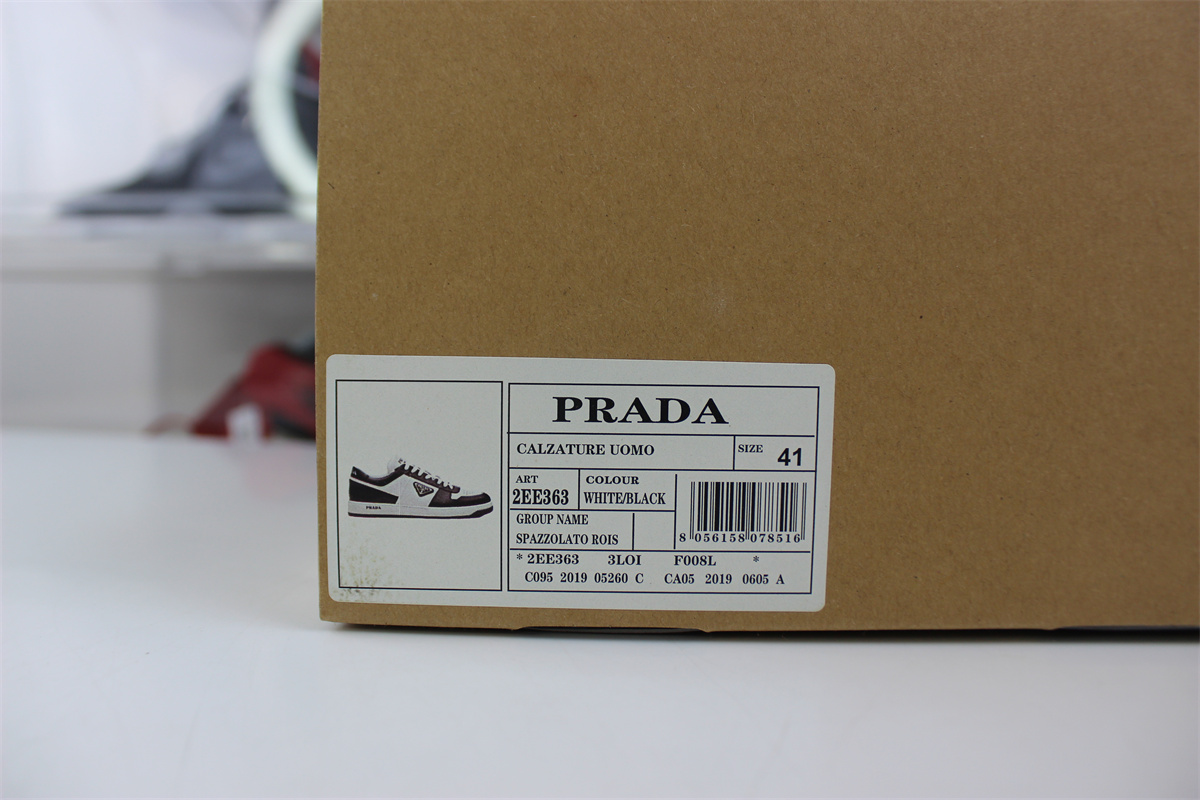 PRADA
CALZATURE UOMO
SIZE 41
ART
2EE363
COLOUR
WHITE/BLACK
GROUP NAME
SPAZZOLATO ROIS
8 056158 078516
* 2EE363 3LOI F008L *
C095 2019 05260 C CA05 2019 0605 A
PRADA